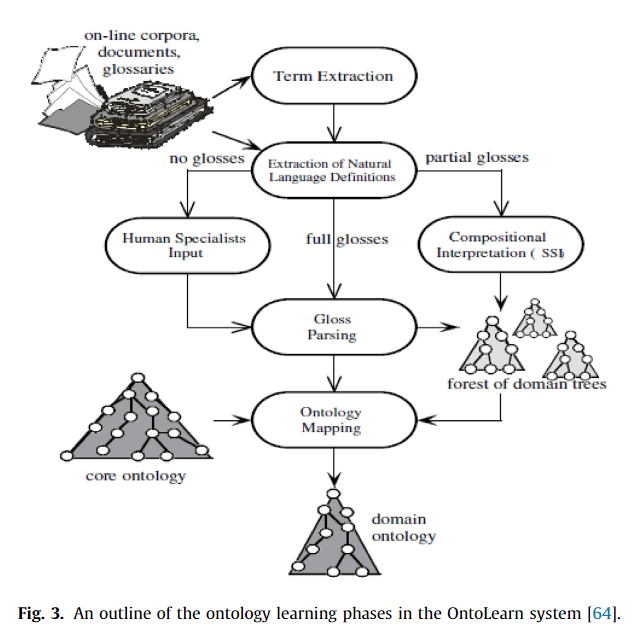 on-line corpora,
documents,
glossaries
Term Extraction
no glosses
Extraction of Natural
Language Definitions
partial glosses
Human Specialists
Input
full glosses
Compositional
Interpretation ( SSI)
Gloss
Parsing
forest of domain trees
Ontology
Mapping
core ontology
domain
ontology
Fig. 3. An outline of the ontology learning phases in the OntoLearn system [64].